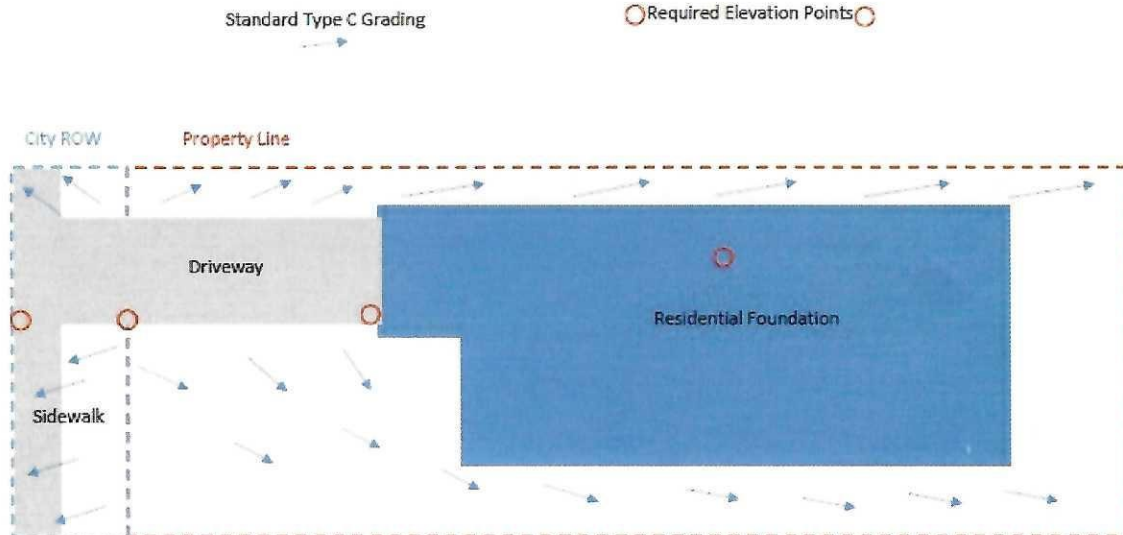 Standard Type C Grading
Required Elevation Points
City ROW
Property Line
Driveway
Residential Foundation
Sidewalk